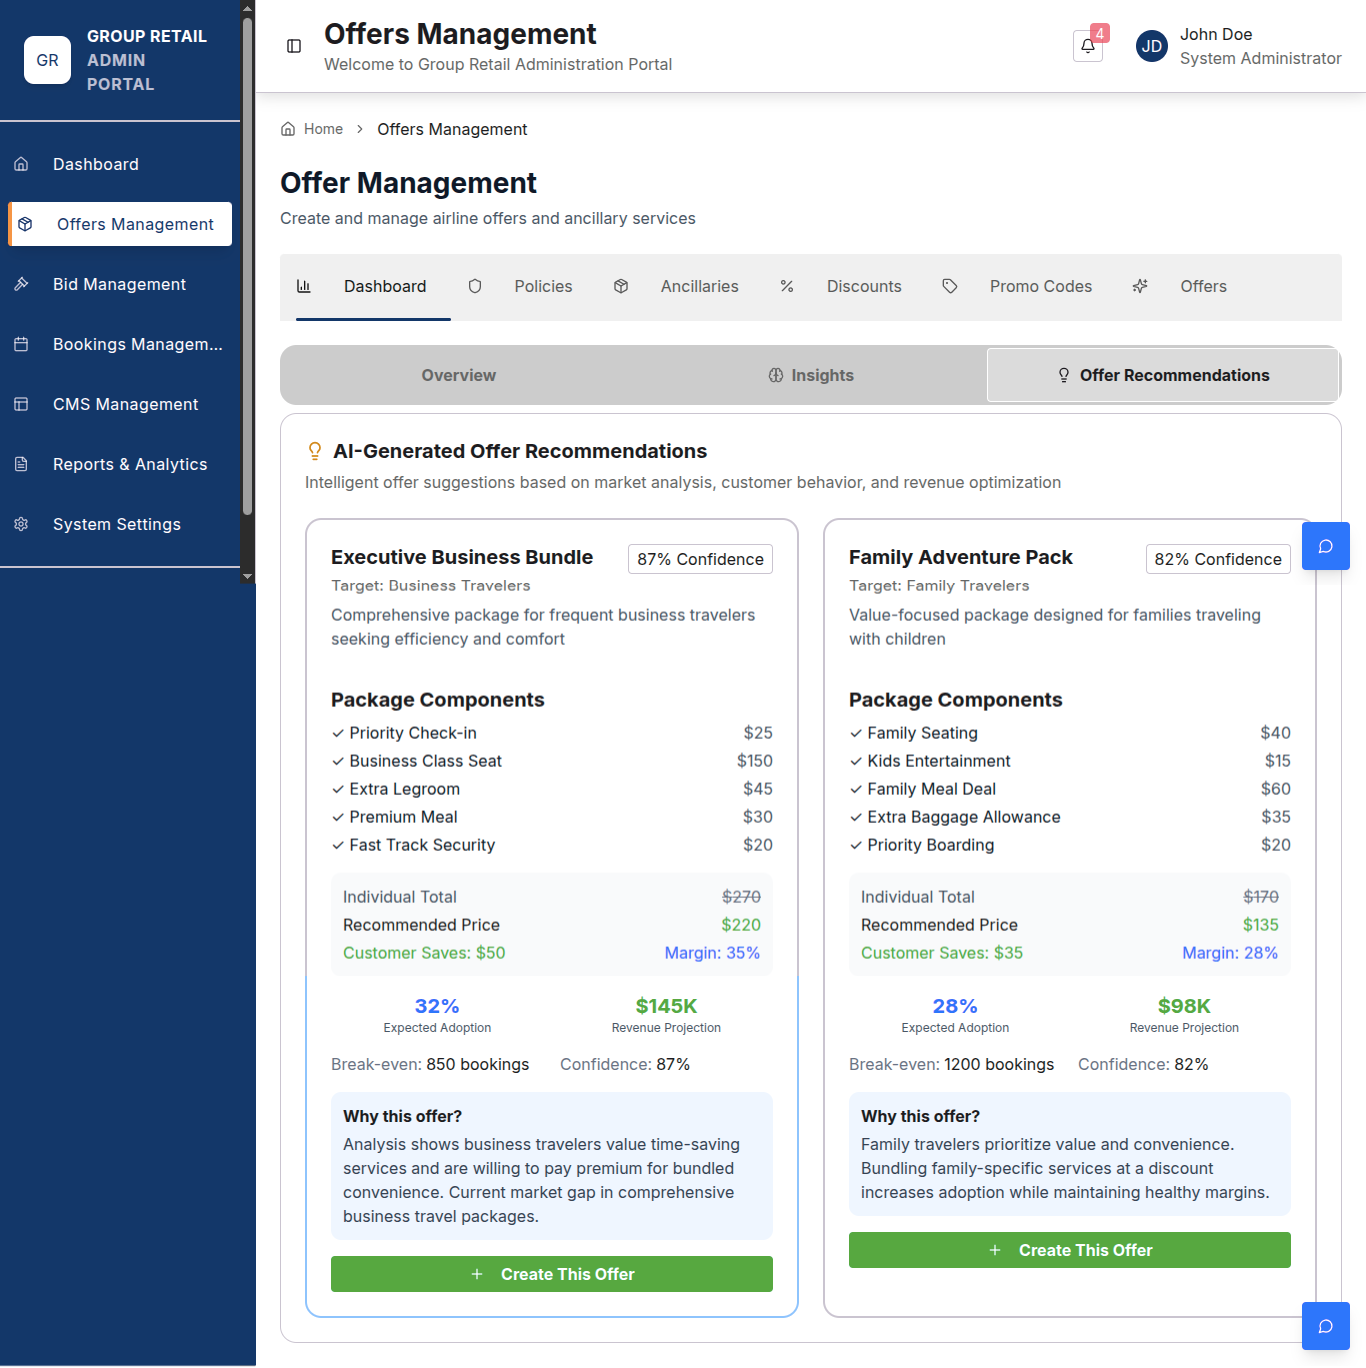 GR
GROUP RETAIL
ADMIN
PORTAL
Dashboard
Offers Management
Bid Management
Bookings Managem...
CMS Management
Reports & Analytics
System Settings
Offers Management
Welcome to Group Retail Administration Portal
4
JD
John Doe
System Administrator
Home
Offers Management
Offer Management
Create and manage airline offers and ancillary services
Dashboard
Policies
Ancillaries
Discounts
Promo Codes
Offers
Overview
Insights
Offer Recommendations
AI-Generated Offer Recommendations
Intelligent offer suggestions based on market analysis, customer behavior, and revenue optimization
Executive Business Bundle
87% Confidence
Target: Business Travelers
Comprehensive package for frequent business travelers
seeking efficiency and comfort
Package Components
Priority Check-in $25
Business Class Seat $150
Extra Legroom $45
Premium Meal $30
Fast Track Security $20
Individual Total $270
Recommended Price $220
Customer Saves: $50 Margin: 35%
32% $145K
Expected Adoption Revenue Projection
Break-even: 850 bookings Confidence: 87%
Why this offer?
Analysis shows business travelers value time-saving
services and are willing to pay premium for bundled
convenience. Current market gap in comprehensive
business travel packages.
Create This Offer
Family Adventure Pack
82% Confidence
Target: Family Travelers
Value-focused package designed for families traveling
with children
Package Components
Family Seating $40
Kids Entertainment $15
Family Meal Deal $60
Extra Baggage Allowance $35
Priority Boarding $20
Individual Total $170
Recommended Price $135
Customer Saves: $35 Margin: 28%
28% $98K
Expected Adoption Revenue Projection
Break-even: 1200 bookings Confidence: 82%
Why this offer?
Family travelers prioritize value and convenience.
Bundling family-specific services at a discount
increases adoption while maintaining healthy margins.
Create This Offer